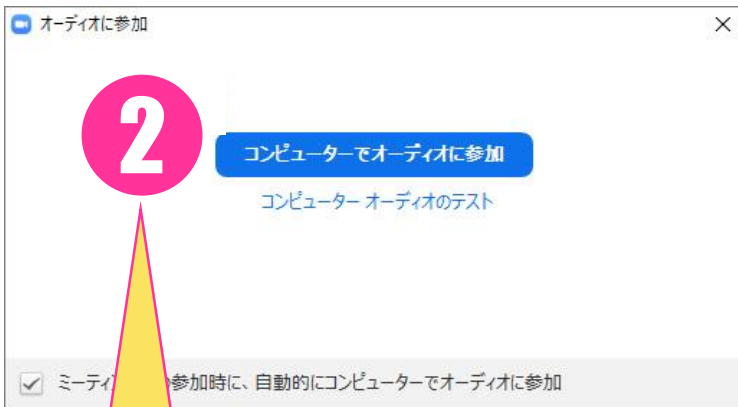 オーディオに参加
2
コンピューターでオーディオに参加
コンピューター オーディオのテスト
ミーティ 参加時に、自動的にコンピューターでオーディオに参加